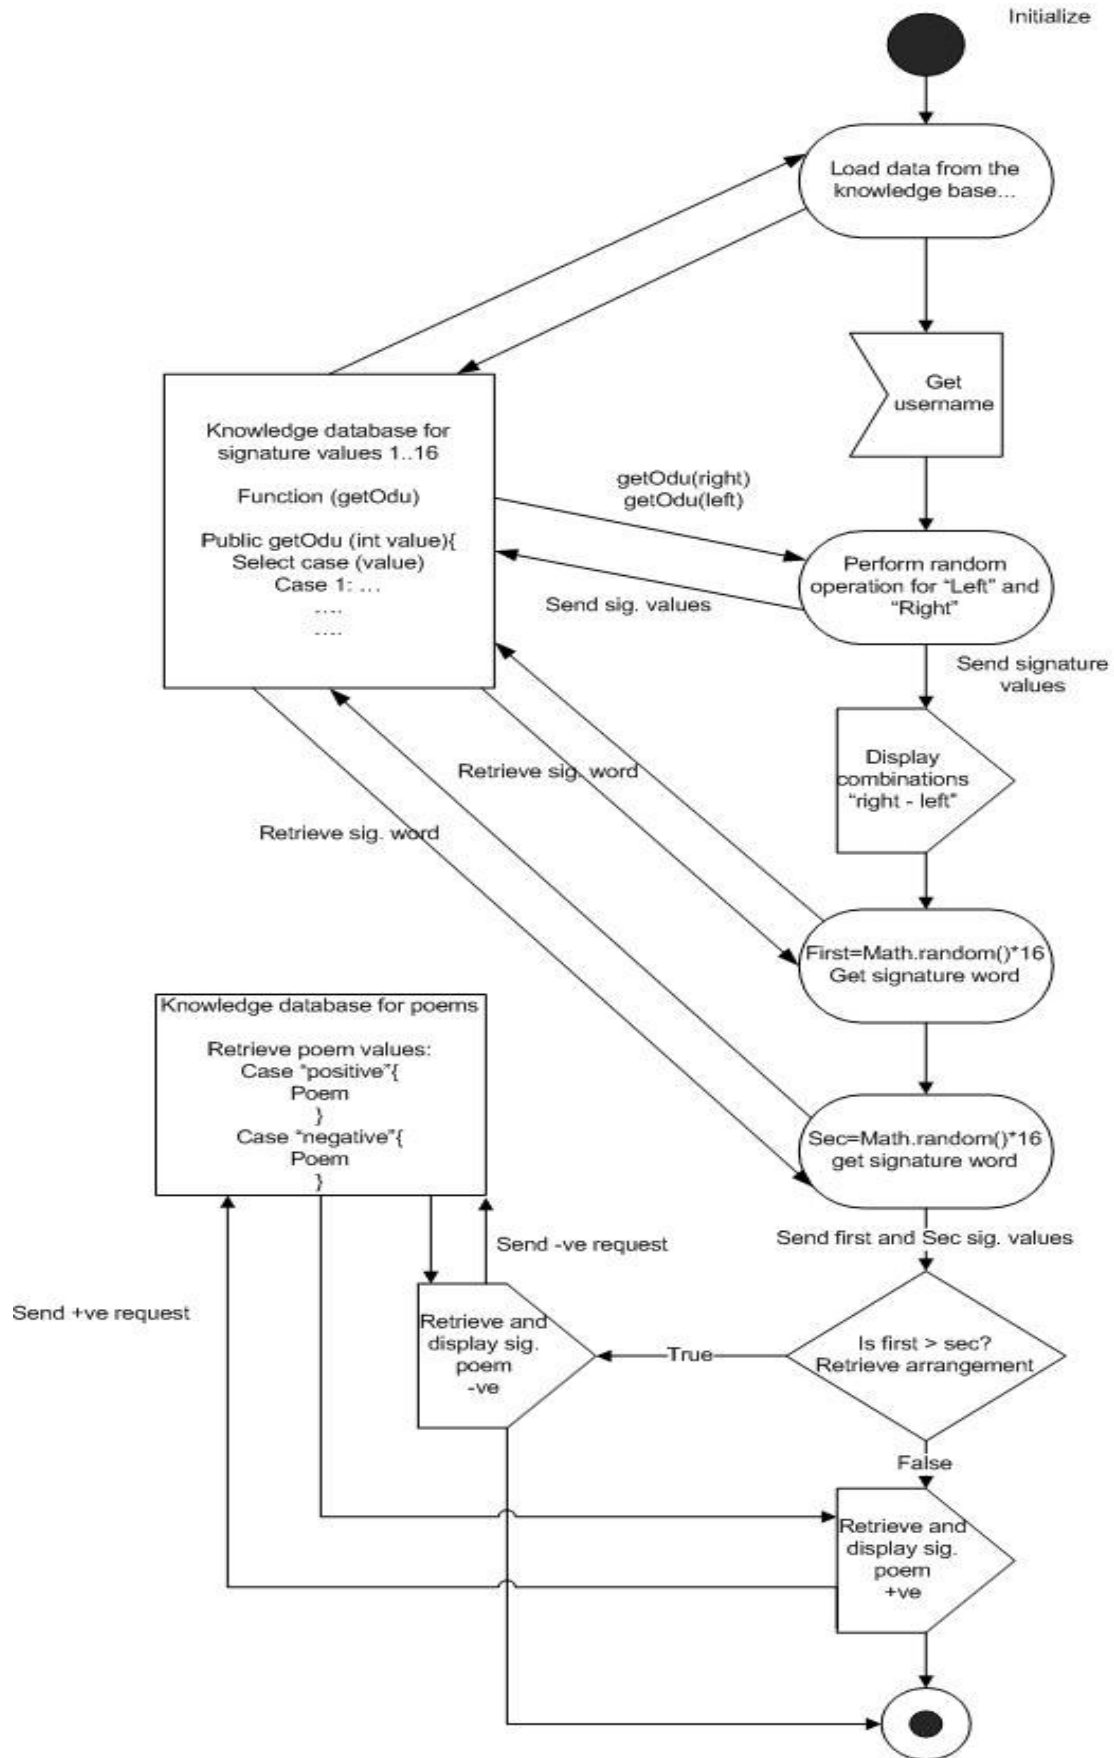 Initialize
Load data from the
knowledge base...
Get
username
Knowledge database for
signature values 1..16
Function (getOdu)
Public getOdu (int value){
Select case (value)
Case 1: ...
....
....
getOdu(right)
getOdu(left)
Send sig. values
Perform random
operation for “Left” and
“Right”
Send signature
values
Display
combinations
“right - left”
Retrieve sig. word
Retrieve sig. word
First=Math.random()*16
Get signature word
Knowledge database for poems
Retrieve poem values:
Case “positive”{
Poem
}
Case “negative”{
Poem
}
Sec=Math.random()*16
get signature word
Send first and Sec sig. values
Send -ve request
Send +ve request
Retrieve and
display sig.
poem
-ve
True
Is first > sec?
Retrieve arrangement
False
Retrieve and
display sig.
poem
+ve